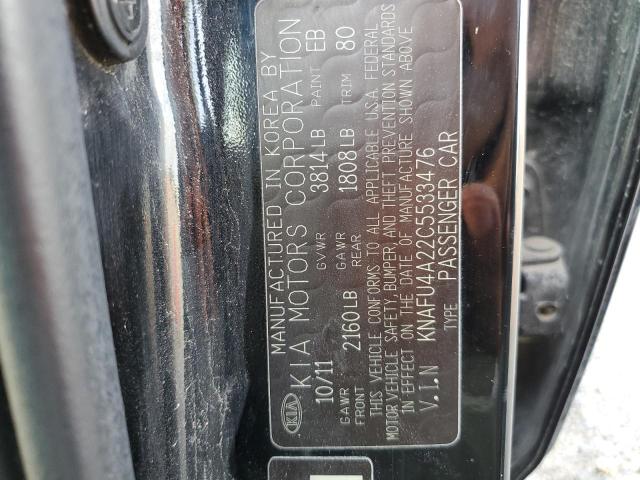 MANUFACTURED IN KOREA BY
KIA KIA MOTORS CORPORATION
10/11 GVWR 3814LB PAINT EB
GAWR FRONT 2160LB GAWR REAR 1808LB TRIM 80
THIS VEHICLE CONFORMS TO ALL APPLICABLE U.S.A. FEDERAL
MOTOR VEHICLE SAFETY, BUMPER AND THEFT PREVENTION STANDARDS
IN EFFECT ON THE DATE OF MANUFACTURE SHOWN ABOVE
V.I.N KNAFU4A22C5533476
TYPE PASSENGER CAR